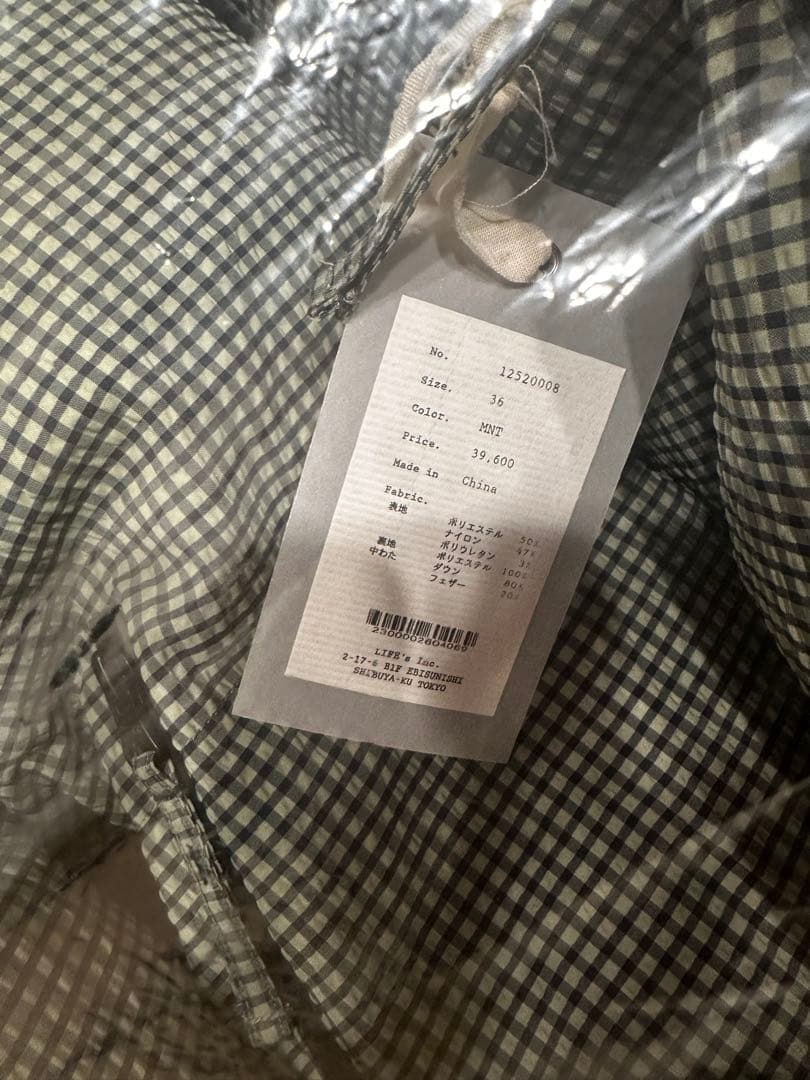 No. 12520008
Size. 36
Color. MNT
Price. 39,600
Made in China
Fabric.
表地 ポリエステル 50%
ナイロン 47%
ポリウレタン 3%
裏地 ポリエステル 100%
中わた ダウン 80%
フェザー 20%
2300002604069
LIFE's Inc.
2-17-6 B1F EBISUNISHI
SHIBUYA-KU TOKYO